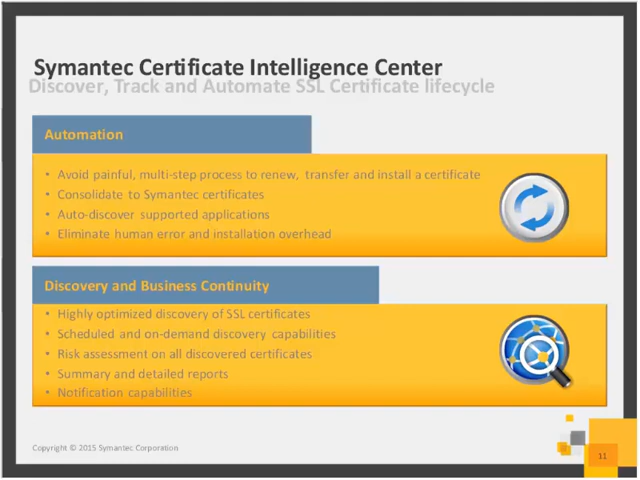 Symantec Certificate Intelligence Center
Discover, Track and Automate SSL Certificate lifecycle
Automation
• Avoid painful, multi-step process to renew, transfer and install a certificate
• Consolidate to Symantec certificates
• Auto-discover supported applications
• Eliminate human error and installation overhead
Discovery and Business Continuity
• Highly optimized discovery of SSL certificates
• Scheduled and on-demand discovery capabilities
• Risk assessment on all discovered certificates
• Summary and detailed reports
• Notification capabilities
Copyright © 2015 Symantec Corporation
11